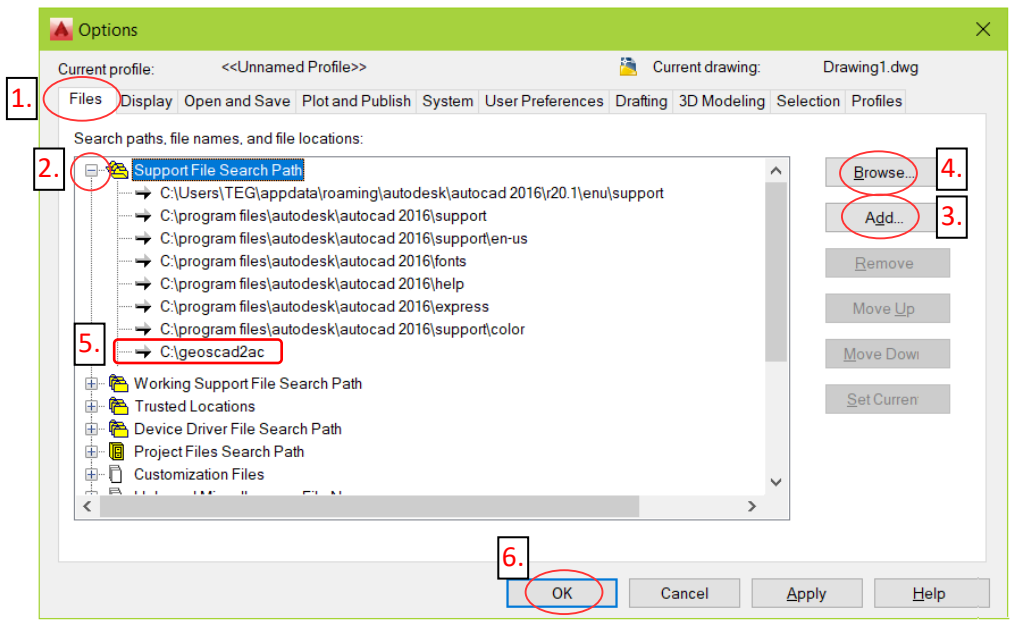 Options
Current profile: <<Unnamed Profile>> Current drawing: Drawing1.dwg
1.
Files Display Open and Save Plot and Publish System User Preferences Drafting 3D Modeling Selection Profiles
Search paths, file names, and file locations:
2.
Support File Search Path
C:\Users\TEG\appdata\roaming\autodesk\autocad 2016\r20.1\enu\support
C:\program files\autodesk\autocad 2016\support
C:\program files\autodesk\autocad 2016\support\en-us
C:\program files\autodesk\autocad 2016\fonts
C:\program files\autodesk\autocad 2016\help
C:\program files\autodesk\autocad 2016\express
C:\program files\autodesk\autocad 2016\support\color
5.
C:\geoscad2ac
Working Support File Search Path
Trusted Locations
Device Driver File Search Path
Project Files Search Path
Customization Files
Browse... 4.
Add... 3.
Remove
Move Up
Move Dow
Set Curren
6.
OK Cancel Apply Help